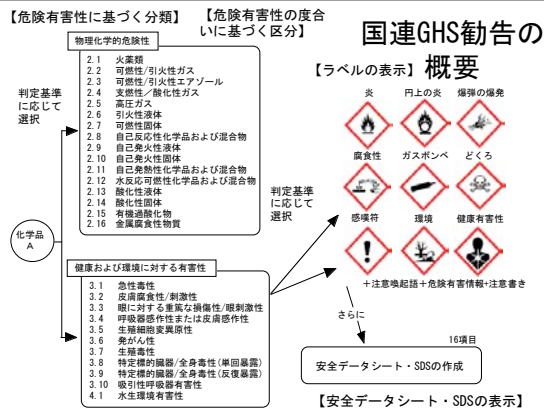 【危険有害性に基づく分類】
【危険有害性の度合
いに基づく区分】
国連GHS勧告の
概要
物理化学的危険性
2.1 火薬類
2.2 可燃性/引火性ガス
2.3 可燃性/引火性エアゾール
2.4 支燃性／酸化性ガス
2.5 高圧ガス
2.6 引火性液体
2.7 可燃性固体
2.8 自己反応性化学品および混合物
2.9 自己発火性液体
2.10 自己発火性固体
2.11 自己発熱性化学品および混合物
2.12 水反応可燃性化学品および混合物
2.13 酸化性液体
2.14 酸化性固体
2.15 有機過酸化物
2.16 金属腐食性物質
判定基準
に応じて
選択
化学品
A
健康および環境に対する有害性
3.1 急性毒性
3.2 皮膚腐食性/刺激性
3.3 眼に対する重篤な損傷性/眼刺激性
3.4 呼吸器感作性または皮膚感作性
3.5 生殖細胞変異原性
3.6 発がん性
3.7 生殖毒性
3.8 特定標的臓器/全身毒性(単回暴露)
3.9 特定標的臓器/全身毒性(反復暴露)
3.10 吸引性呼吸器有害性
4.1 水生環境有害性
判定基準
に応じて
選択
【ラベルの表示】
炎 円上の炎 爆弾の爆発
腐食性 ガスボンベ どくろ
感嘆符 環境 健康有害性
＋注意喚起語＋危険有害情報+注意書き
さらに
16項目
安全データシート・SDSの作成
【安全データシート・SDSの表示】